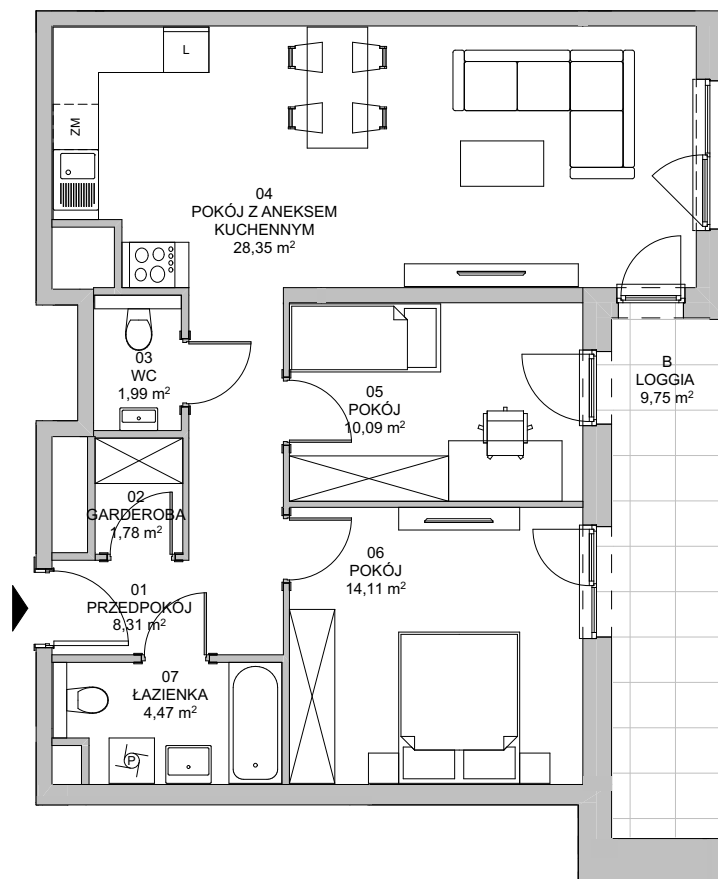 L
ZM
04
POKÓJ Z ANEKSEM
KUCHENNYM
28,35 m²
03
WC
1,99 m²
05
POKÓJ
10,09 m²
B
LOGGIA
9,75 m²
02
GARDEROBA
1,78 m²
01
PRZEDPOKÓJ
8,31 m²
06
POKÓJ
14,11 m²
07
ŁAZIENKA
4,47 m²
P